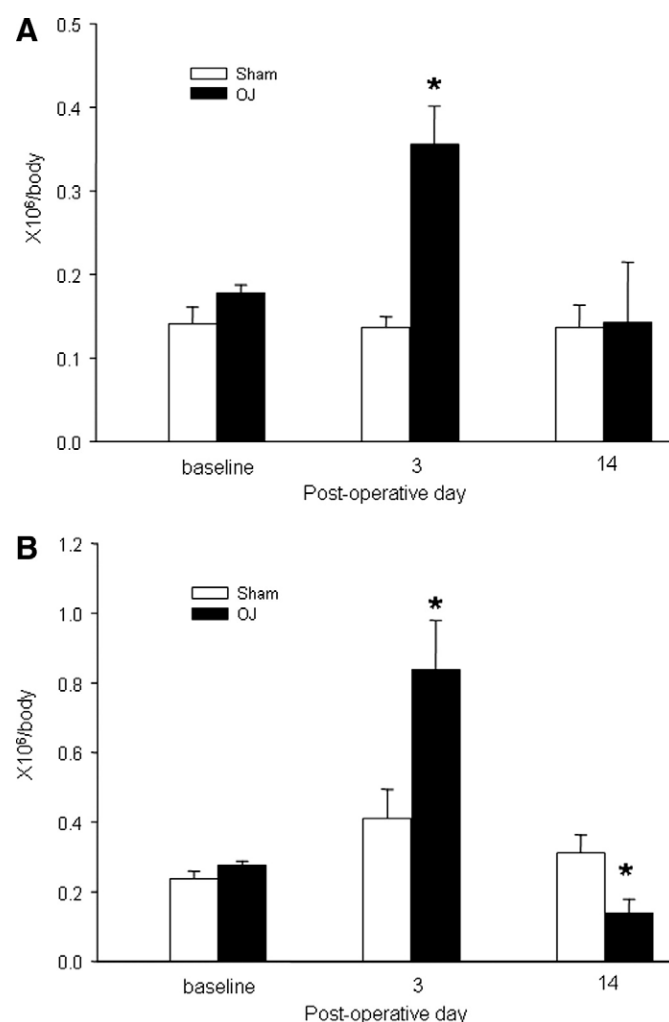 A
0.5
Sham
OJ
*
0.4
0.3
0.2
0.1
0.0
X10⁶/body
baseline 3 14
Post-operative day
B
1.2
Sham
OJ
*
1.0
0.8
0.6
0.4
*
0.2
0.0
X10⁶/body
baseline 3 14
Post-operative day